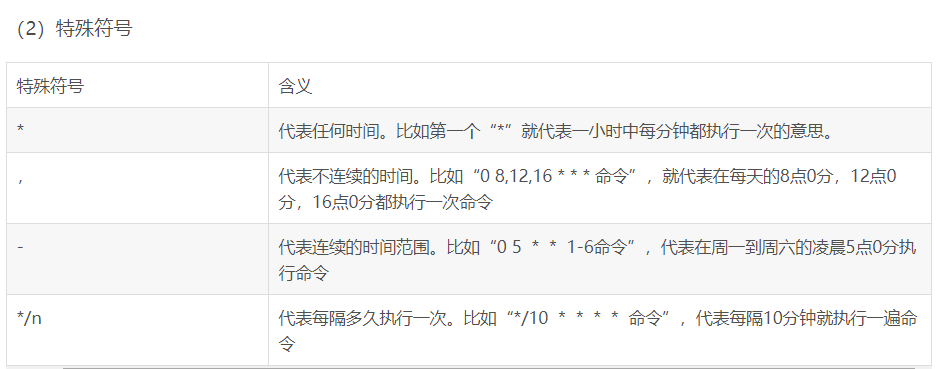 （2）特殊符号
特殊符号 含义
* 代表任何时间。比如第一个“*”就代表一小时中每分钟都执行一次的意思。
, 代表不连续的时间。比如“0 8,12,16 * * * 命令”，就代表在每天的8点0分，12点0
分，16点0分都执行一次命令
- 代表连续的时间范围。比如“0 5 * * 1-6命令”，代表在周一到周六的凌晨5点0分执
行命令
*/n 代表每隔多久执行一次。比如“*/10 * * * * 命令”，代表每隔10分钟就执行一遍命
令